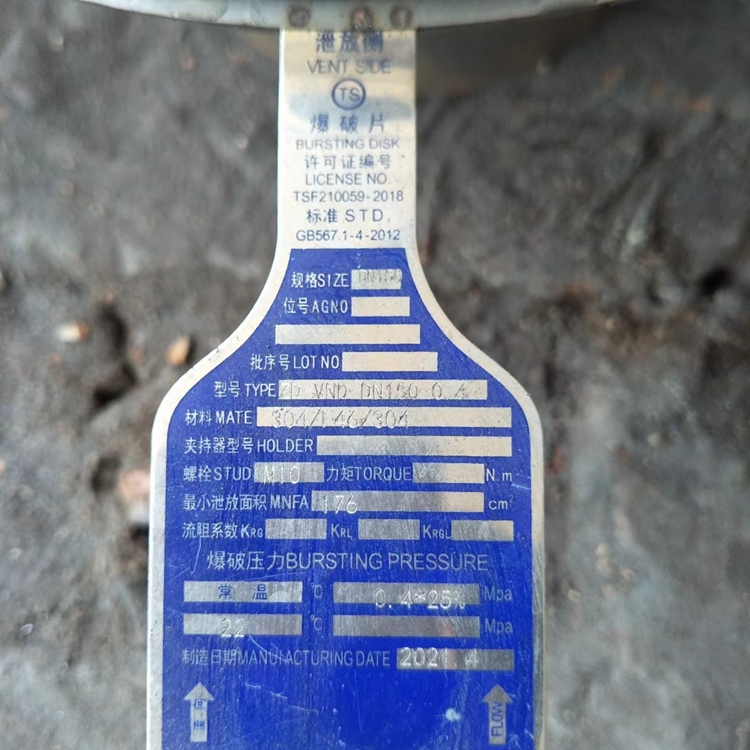 泄放侧
VENT SIDE
TS
爆破片
BURSTING DISK
许可证编号
LICENSE NO.
TSF210059-2018
标准 STD.
GB567.1-4-2012
规格SIZE DN150
位号AGNO
批序号LOT NO
型号TYPE ZD VND DN150 0.4
材料MATE 304/F46/304
夹持器型号HOLDER
螺栓STUD M10 力矩TORQUE N.m
最小泄放面积MNFA 176 cm²
流阻系数KRG KRL KRGL
爆破压力BURSTING PRESSURE
常温 ℃ 0.4*25% Mpa
22 ℃ Mpa
制造日期MANUFACTURING DATE 2021.4
FLOW